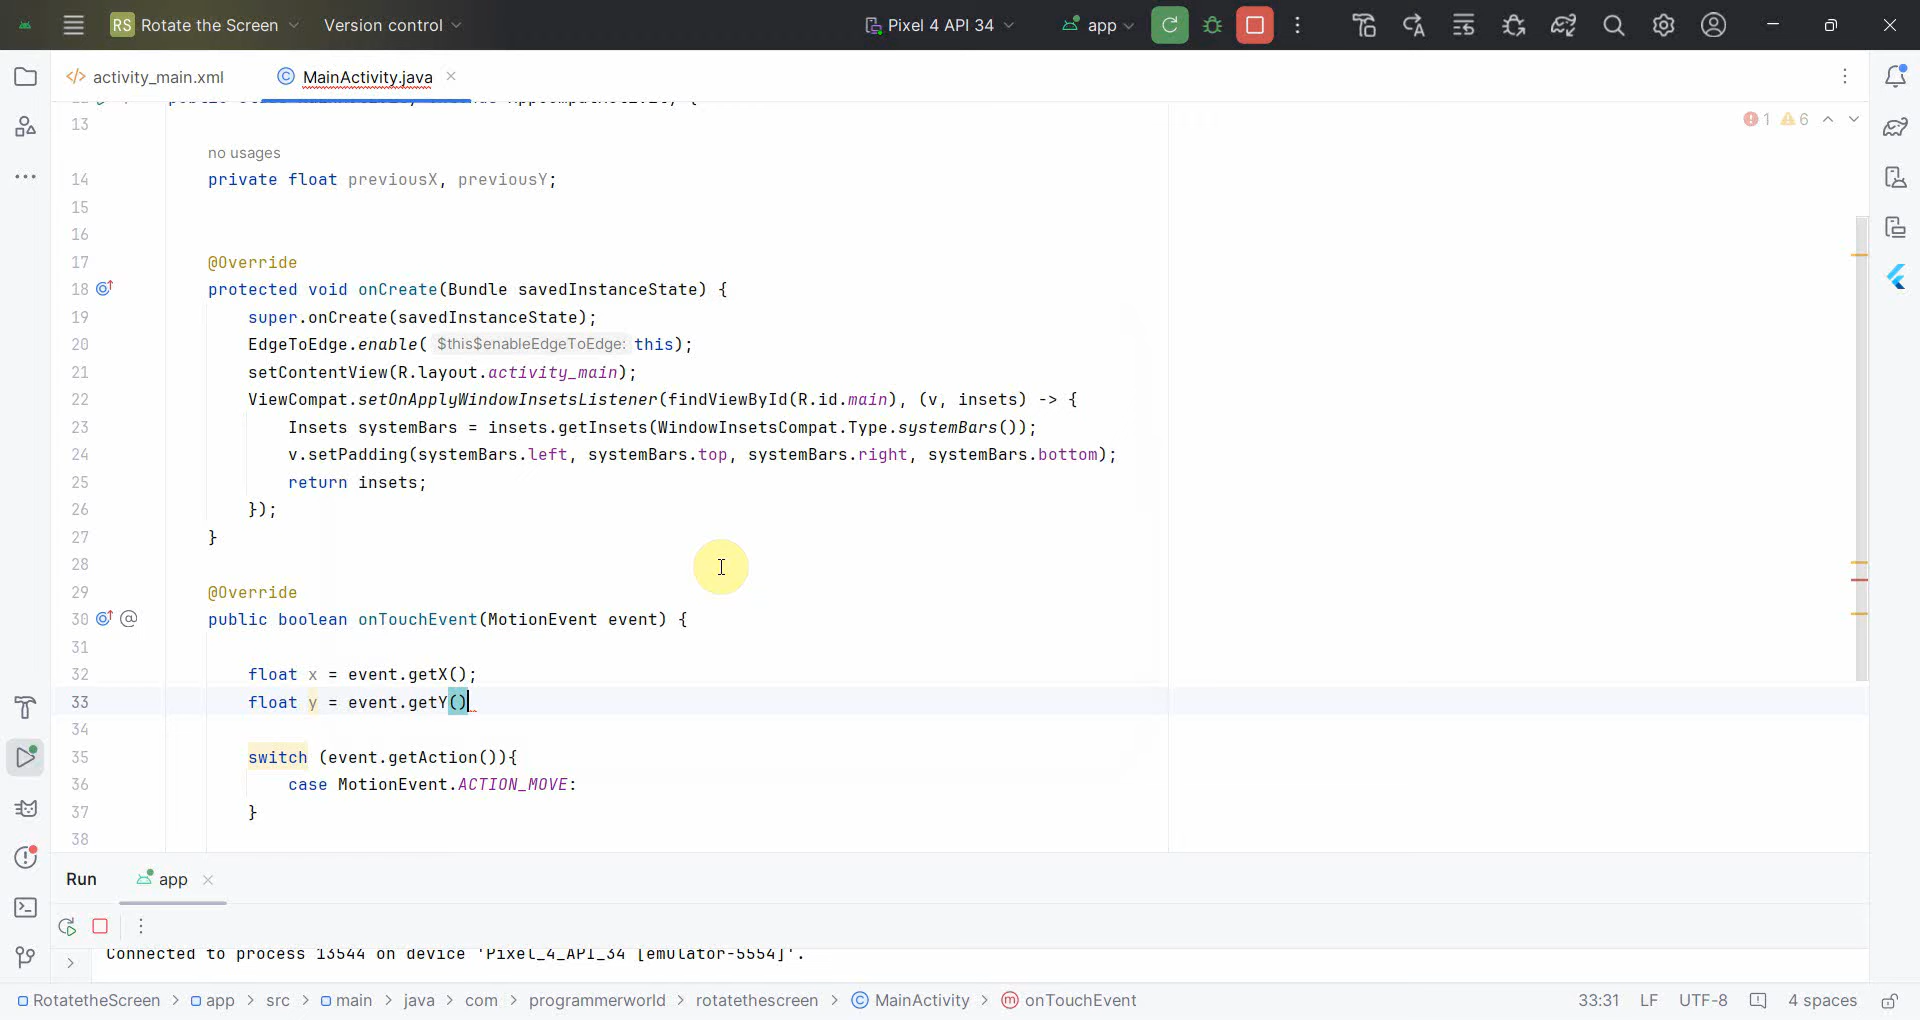 RS Rotate the Screen Version control Pixel 4 API 34 app
activity_main.xml MainActivity.java
1 6
13
no usages
14 private float previousX, previousY;
15
16
17 @Override
18 protected void onCreate(Bundle savedInstanceState) {
19 super.onCreate(savedInstanceState);
20 EdgeToEdge.enable( $this$enableEdgeToEdge: this);
21 setContentView(R.layout.activity_main);
22 ViewCompat.setOnApplyWindowInsetsListener(findViewById(R.id.main), (v, insets) -> {
23 Insets systemBars = insets.getInsets(WindowInsetsCompat.Type.systemBars());
24 v.setPadding(systemBars.left, systemBars.top, systemBars.right, systemBars.bottom);
25 return insets;
26 });
27 }
28
29 @Override
30 public boolean onTouchEvent(MotionEvent event) {
31
32 float x = event.getX();
33 float y = event.getY()
34
35 switch (event.getAction()){
36 case MotionEvent.ACTION_MOVE:
37 }
38
Run app
Connected to process 13544 on device 'Pixel_4_API_34 [emulator-5554]'.
RotatetheScreen > app > src > main > java > com > programmerworld > rotatethescreen > MainActivity > onTouchEvent 33:31 LF UTF-8 4 spaces